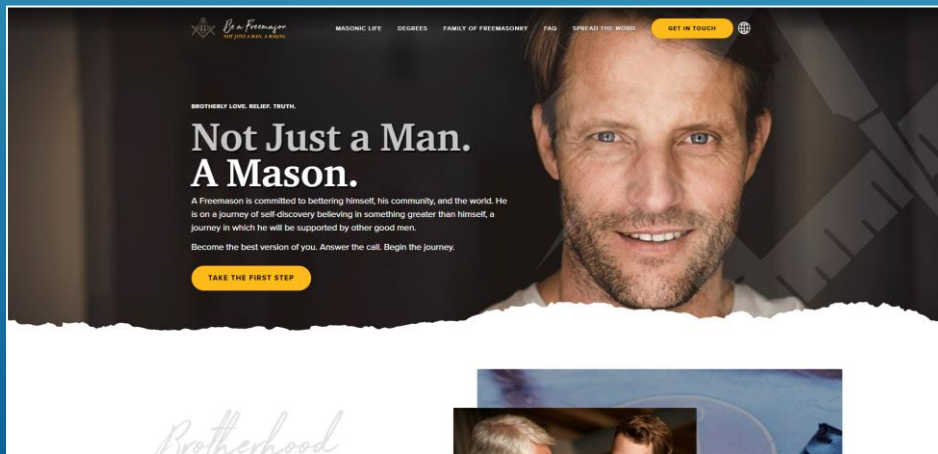 G
Be a Freemason
NOT JUST A MAN. A MASON.
MASONIC LIFE DEGREES FAMILY OF FREEMASONRY FAQ SPREAD THE WORD GET IN TOUCH
BROTHERLY LOVE. RELIEF. TRUTH.
Not Just a Man.
A Mason.
A Freemason is committed to bettering himself, his community, and the world. He
is on a journey of self-discovery believing in something greater than himself, a
journey in which he will be supported by other good men.
Become the best version of you. Answer the call. Begin the journey.
TAKE THE FIRST STEP
Brotherhood